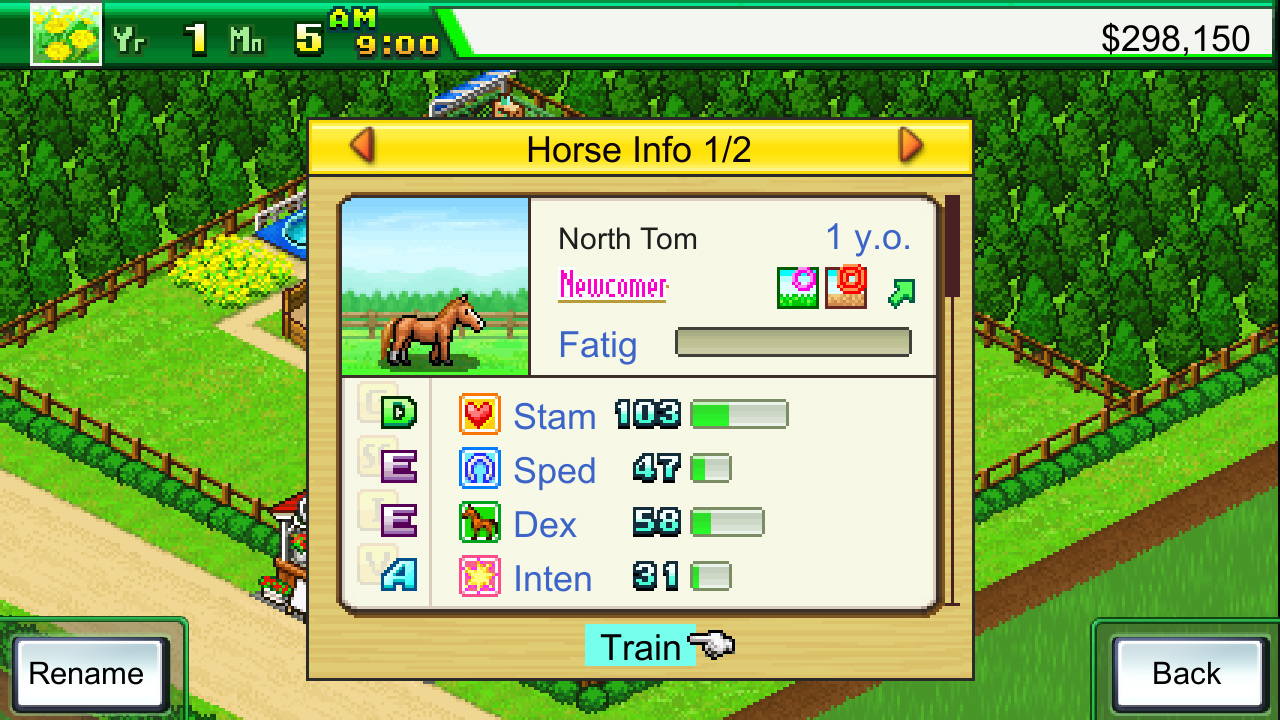 Yr 1 Mn 5 AM 9:00
$298,150
Horse Info 1/2
North Tom 1 y.o.
Newcomer
Fatig
D Stam 103
E Sped 47
E Dex 58
A Inten 31
Train
Rename
Back